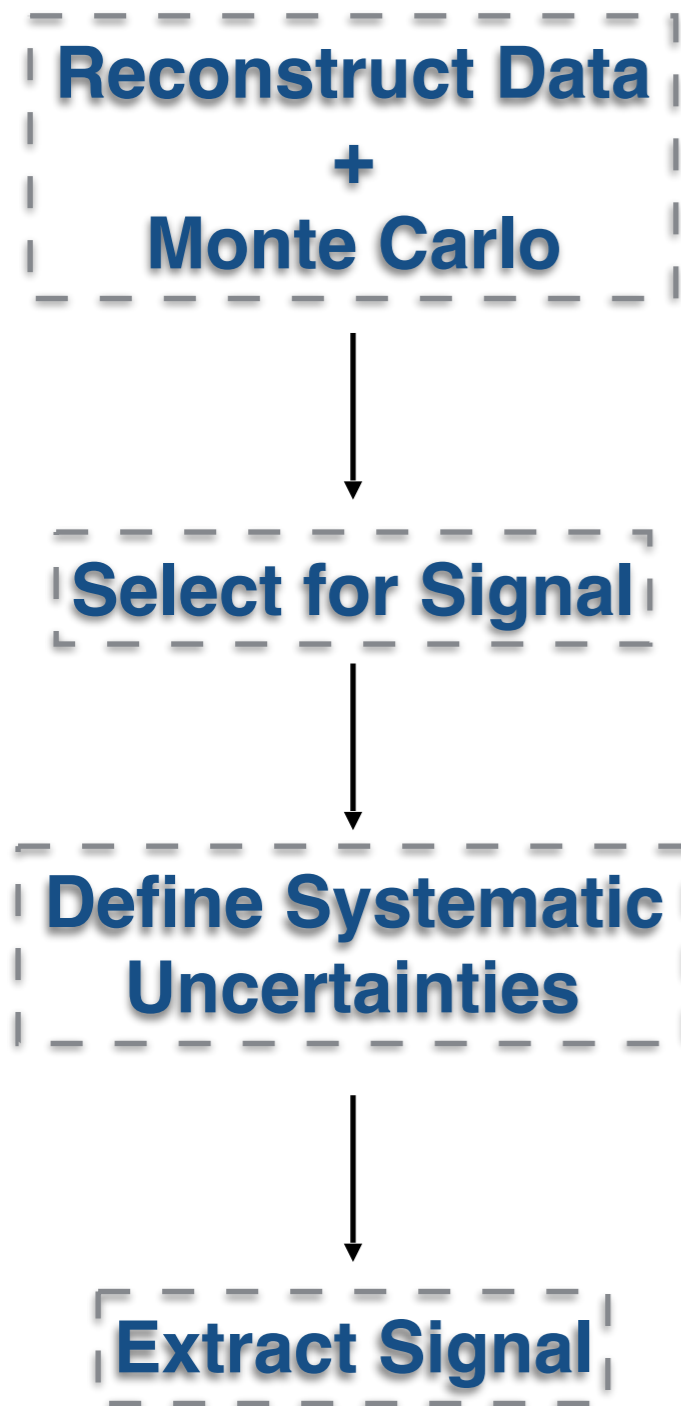 Reconstruct Data
+
Monte Carlo
Select for Signal
Define Systematic
Uncertainties
Extract Signal